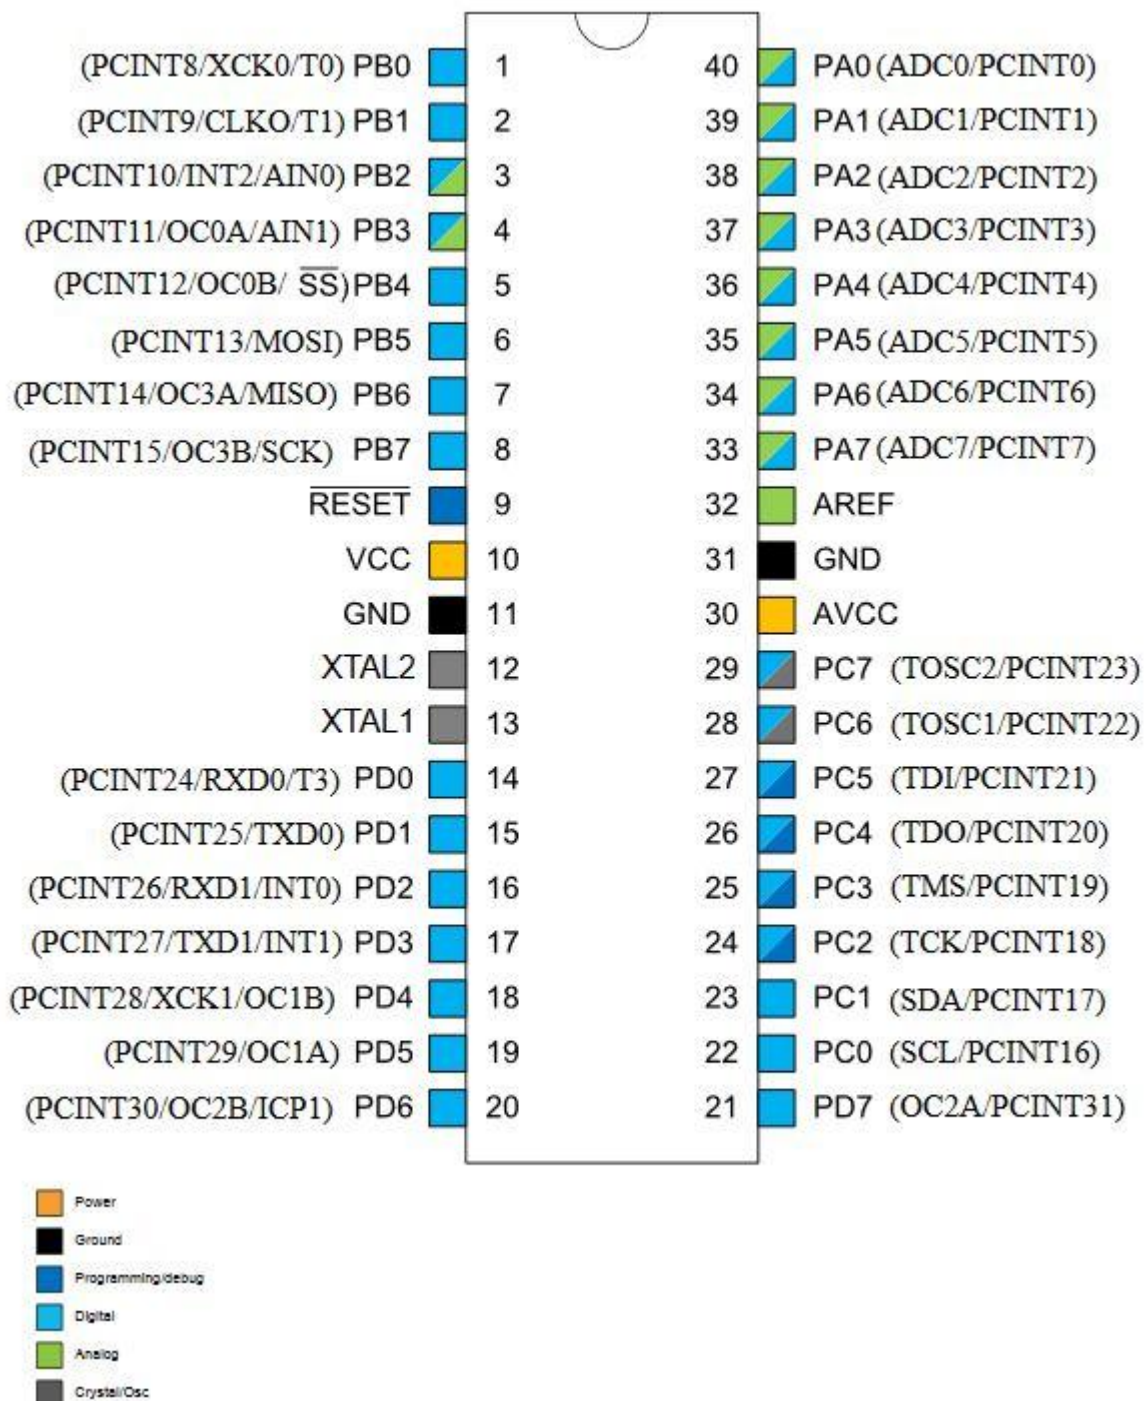 (PCINT8/XCK0/T0) PB0 1 40 PA0 (ADC0/PCINT0)
(PCINT9/CLKO/T1) PB1 2 39 PA1 (ADC1/PCINT1)
(PCINT10/INT2/AIN0) PB2 3 38 PA2 (ADC2/PCINT2)
(PCINT11/OC0A/AIN1) PB3 4 37 PA3 (ADC3/PCINT3)
(PCINT12/OC0B/ S̅S̅) PB4 5 36 PA4 (ADC4/PCINT4)
(PCINT13/MOSI) PB5 6 35 PA5 (ADC5/PCINT5)
(PCINT14/OC3A/MISO) PB6 7 34 PA6 (ADC6/PCINT6)
(PCINT15/OC3B/SCK) PB7 8 33 PA7 (ADC7/PCINT7)
R̅E̅S̅E̅T̅ 9 32 AREF
VCC 10 31 GND
GND 11 30 AVCC
XTAL2 12 29 PC7 (TOSC2/PCINT23)
XTAL1 13 28 PC6 (TOSC1/PCINT22)
(PCINT24/RXD0/T3) PD0 14 27 PC5 (TDI/PCINT21)
(PCINT25/TXD0) PD1 15 26 PC4 (TDO/PCINT20)
(PCINT26/RXD1/INT0) PD2 16 25 PC3 (TMS/PCINT19)
(PCINT27/TXD1/INT1) PD3 17 24 PC2 (TCK/PCINT18)
(PCINT28/XCK1/OC1B) PD4 18 23 PC1 (SDA/PCINT17)
(PCINT29/OC1A) PD5 19 22 PC0 (SCL/PCINT16)
(PCINT30/OC2B/ICP1) PD6 20 21 PD7 (OC2A/PCINT31)
Power
Ground
Programming/debug
Digital
Analog
Crystal/Osc